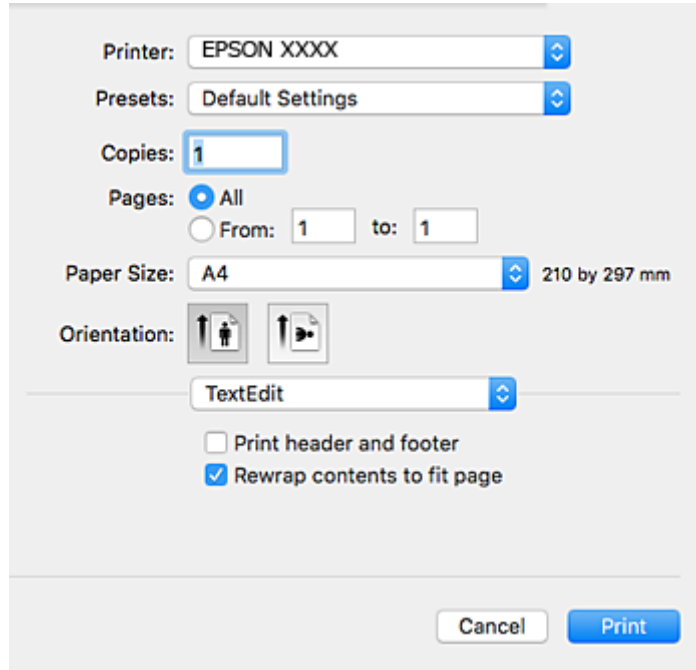 Printer: EPSON XXXX
Presets: Default Settings
Copies: 1
Pages: All
From: 1 to: 1
Paper Size: A4 210 by 297 mm
Orientation:
TextEdit
Print header and footer
Rewrap contents to fit page
Cancel Print